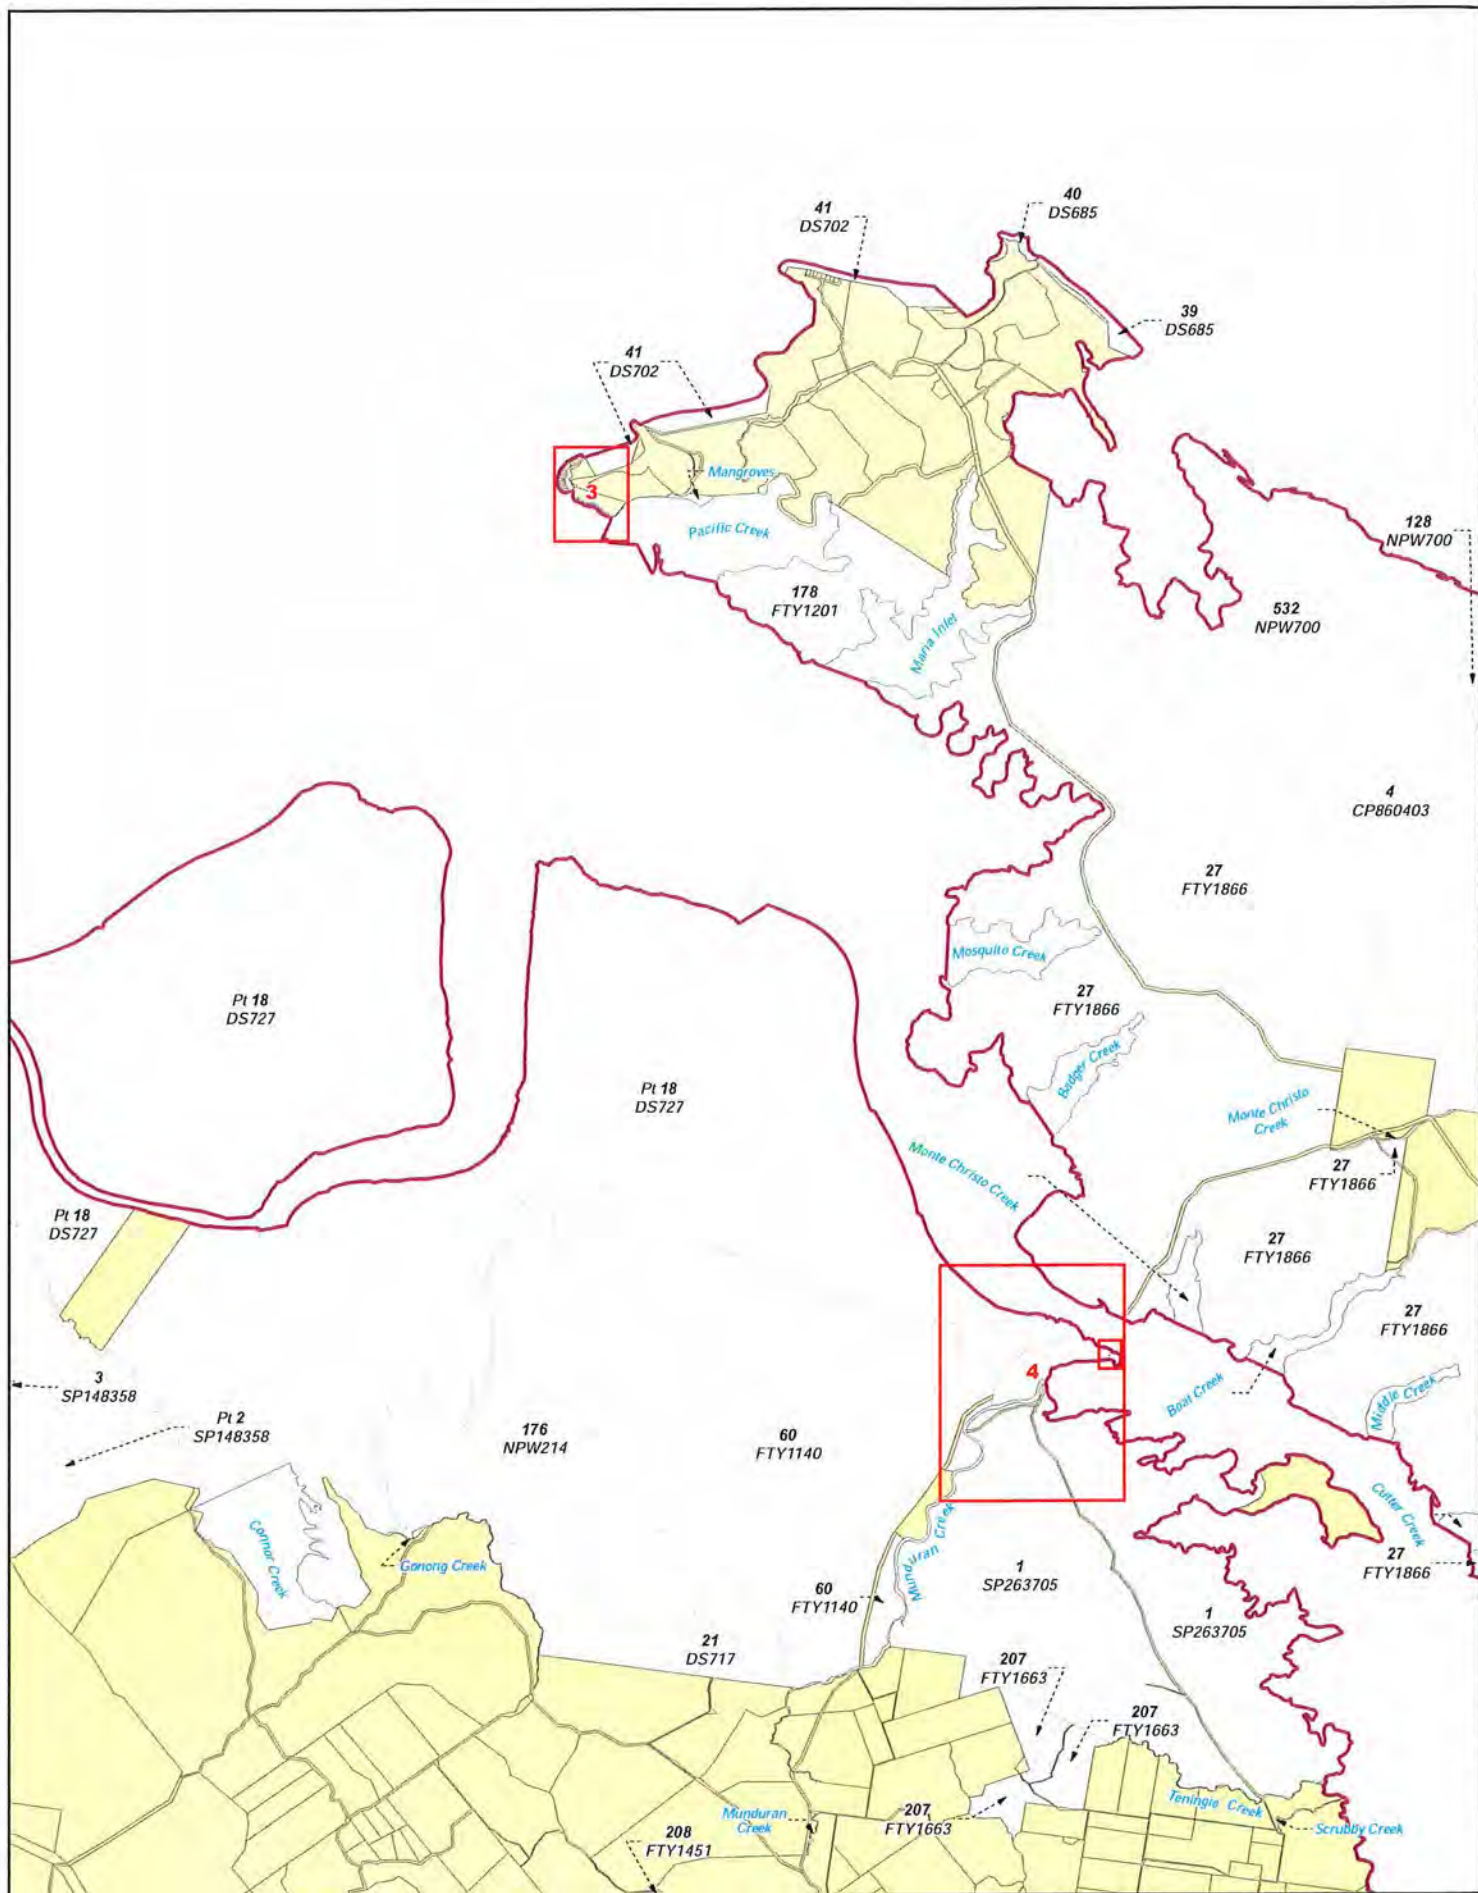 40
DS685
41
DS702
39
DS685
41
DS702
3
Mangroves
Pacific Creek
128
NPW700
178
FTY1201
532
NPW700
Maria Inlet
4
CP860403
27
FTY1866
Mosquito Creek
27
FTY1866
Pt 18
DS727
Badger Creek
Pt 18
DS727
Monte Christo
Creek
Monte Christo Creek
27
FTY1866
Pt 18
DS727
27
FTY1866
27
FTY1866
3
SP148358
4
Boat Creek
Middle Creek
Pt 2
SP148358
176
NPW214
60
FTY1140
Cutter Creek
Connor Creek
Gonong Creek
Munduran Creek
27
FTY1866
1
SP263705
60
FTY1140
1
SP263705
21
DS717
207
FTY1663
207
FTY1663
Teningie Creek
Munduran
Creek
207
FTY1663
Scrubby Creek
208
FTY1451